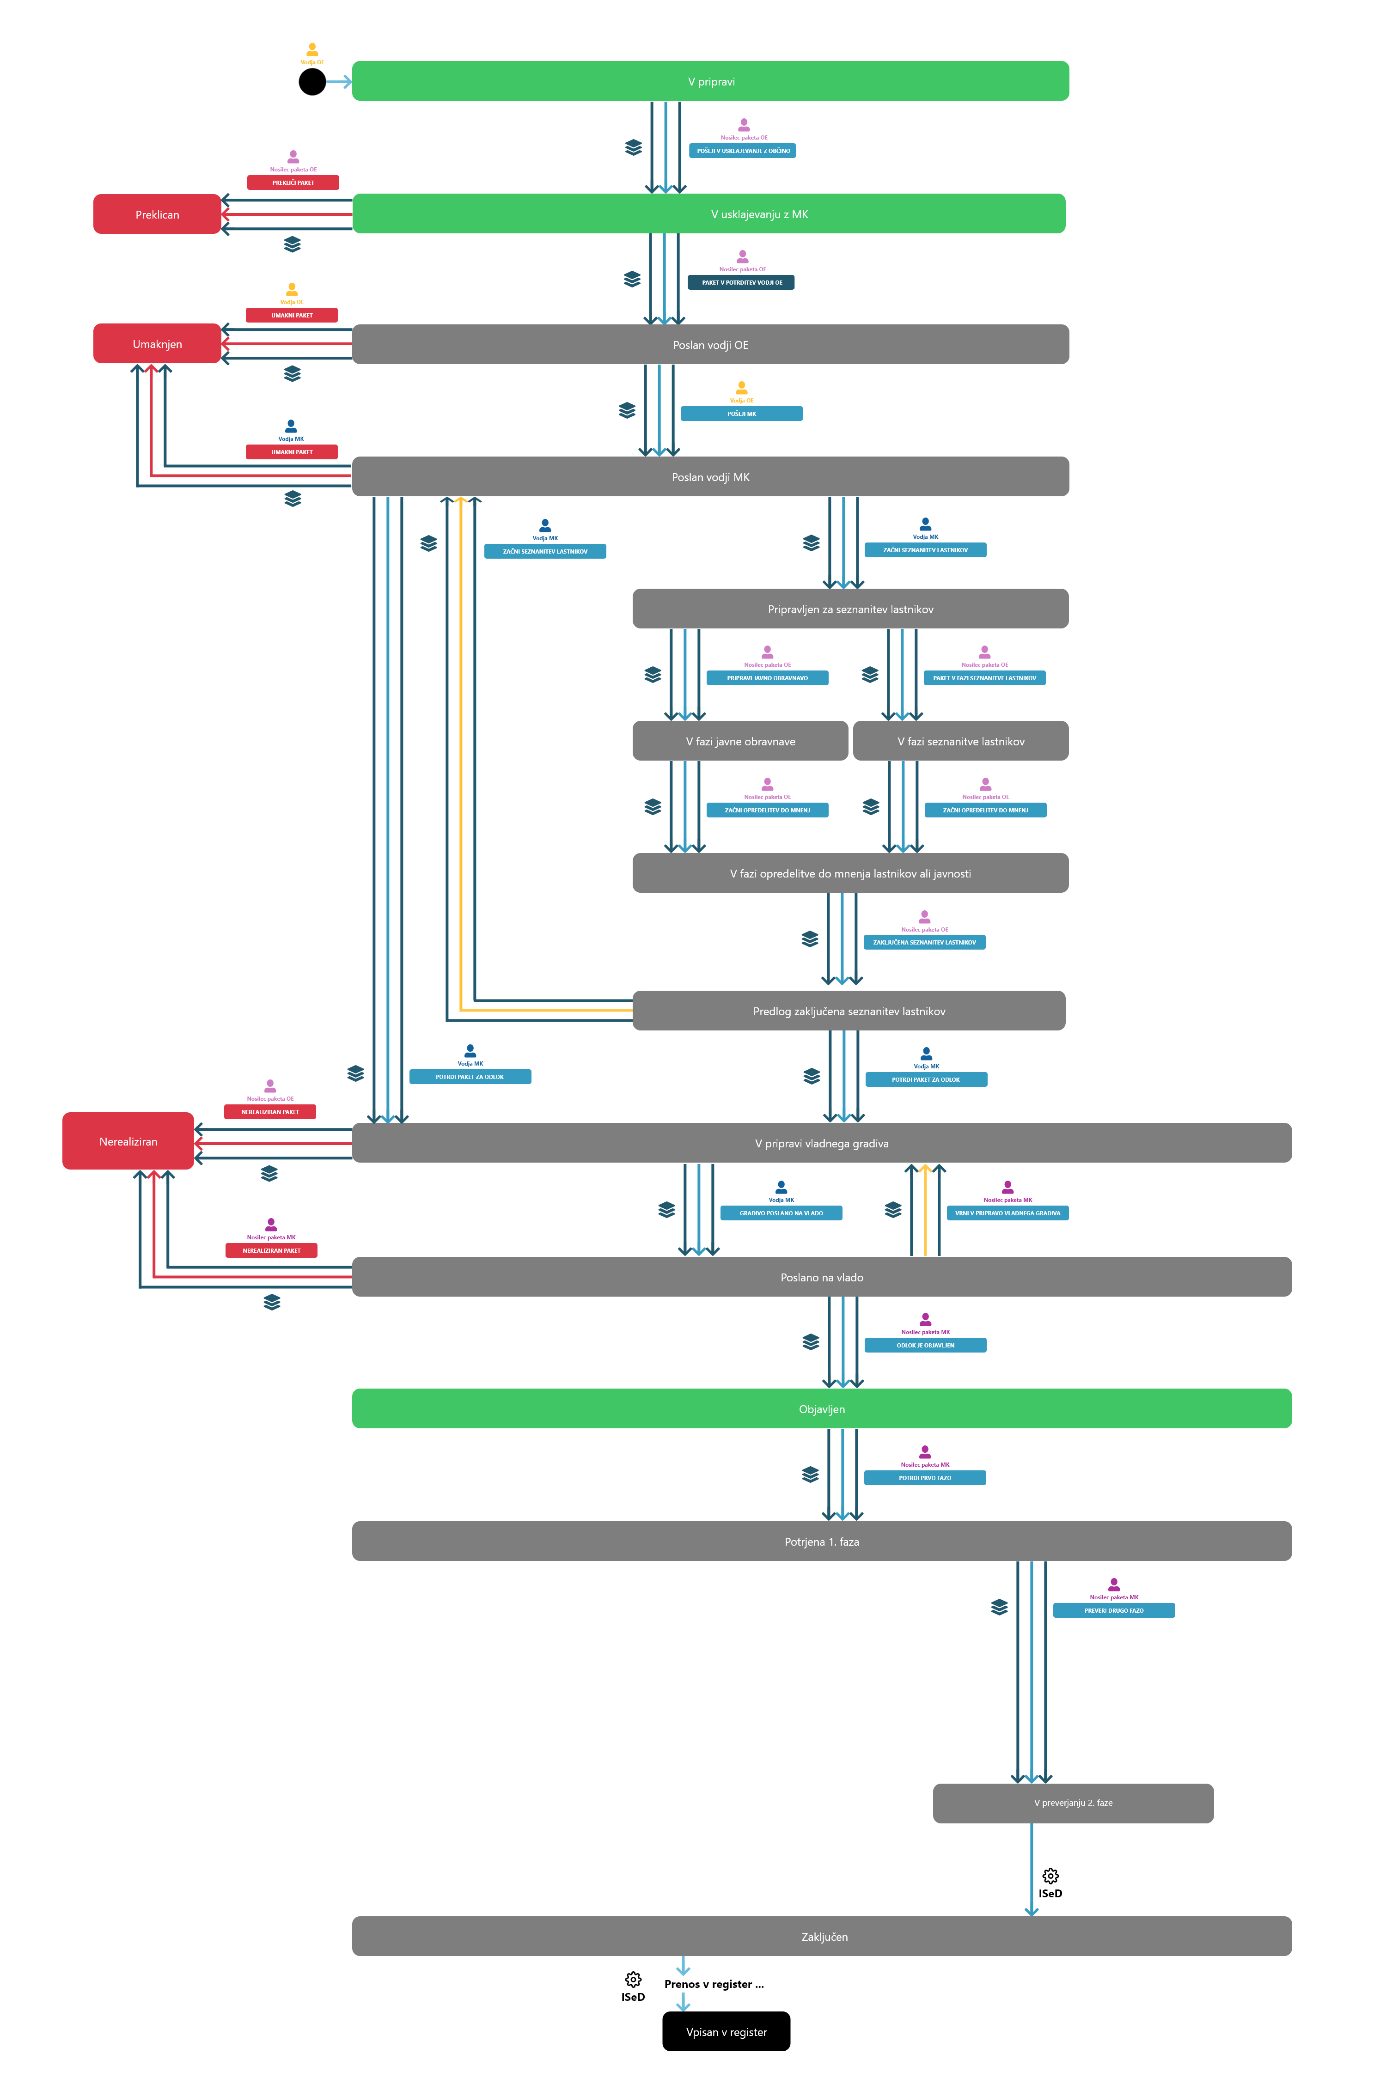 Vodja OE
V pripravi
Nosilec paketa OE
POŠLJI V USKLAJEVANJE Z OBČINO
Nosilec paketa OE
PREKLIČI PAKET
Preklican
V usklajevanju z MK
Nosilec paketa OE
PAKET V POTRDITEV VODJI OE
Vodja OE
UMAKNI PAKET
Umaknjen
Poslan vodji OE
Vodja OE
POŠLJI MK
Vodja MK
UMAKNI PAKET
Poslan vodji MK
Vodja MK
ZAČNI SEZNANITEV LASTNIKOV
Vodja MK
ZAČNI SEZNANITEV LASTNIKOV
Pripravljen za seznanitev lastnikov
Nosilec paketa OE
PRIPRAVI JAVNO OBRAVNAVO
Nosilec paketa OE
PAKET V FAZI SEZNANITVE LASTNIKOV
V fazi javne obravnave
V fazi seznanitve lastnikov
Nosilec paketa OE
ZAČNI OPREDELITEV DO MNENJ
Nosilec paketa OE
ZAČNI OPREDELITEV DO MNENJ
V fazi opredelitve do mnenja lastnikov ali javnosti
Nosilec paketa OE
ZAKLJUČENA SEZNANITEV LASTNIKOV
Predlog zaključena seznanitev lastnikov
Vodja MK
POTRDI PAKET ZA ODLOK
Vodja MK
POTRDI PAKET ZA ODLOK
Nosilec paketa OE
NEREALIZIRAN PAKET
Nerealiziran
V pripravi vladnega gradiva
Vodja MK
GRADIVO POSLANO NA VLADO
Nosilec paketa MK
VRNI V PRIPRAVO VLADNEGA GRADIVA
Nosilec paketa MK
NEREALIZIRAN PAKET
Poslano na vlado
Nosilec paketa MK
ODLOK JE OBJAVLJEN
Objavljen
Nosilec paketa MK
POTRDI PRVO FAZO
Potrjena 1. faza
Nosilec paketa MK
PREVERI DRUGO FAZO
V preverjanju 2. faze
ISeD
Zaključen
Prenos v register ...
ISeD
Vpisan v register